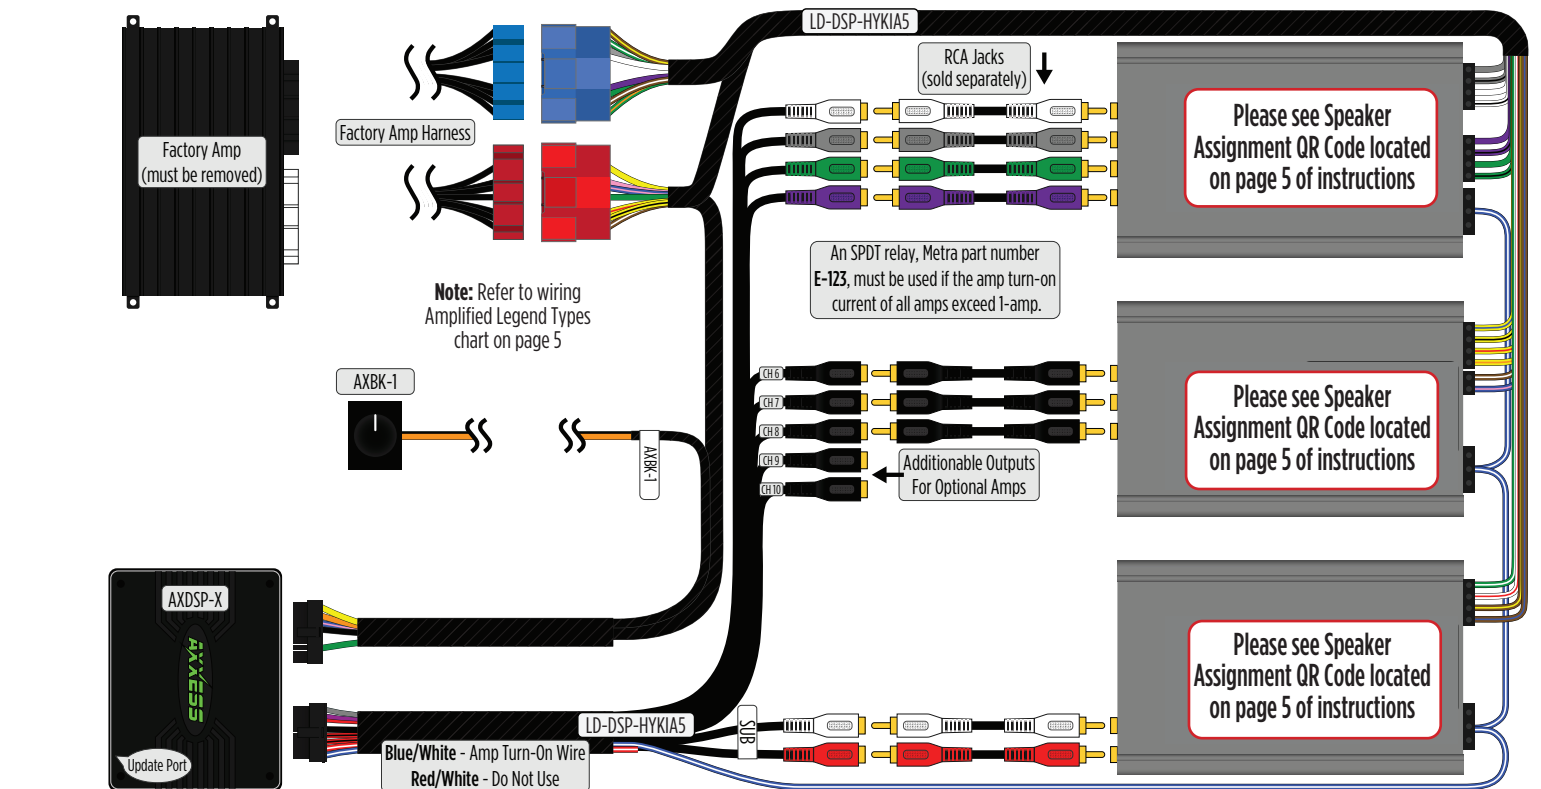 LD-DSP-HYKIA5
RCA Jacks
(sold separately)
Factory Amp
(must be removed)
Factory Amp Harness
Please see Speaker
Assignment QR Code located
on page 5 of instructions
An SPDT relay, Metra part number
E-123, must be used if the amp turn-on
current of all amps exceed 1-amp.
Note: Refer to wiring
Amplified Legend Types
chart on page 5
AXBK-1
AXBK-1
CH 6
CH 7
CH 8
CH 9
CH 10
Additionable Outputs
For Optional Amps
Please see Speaker
Assignment QR Code located
on page 5 of instructions
AXDSP-X
AXXESS
Update Port
LD-DSP-HYKIA5
SUB
Blue/White - Amp Turn-On Wire
Red/White - Do Not Use
Please see Speaker
Assignment QR Code located
on page 5 of instructions